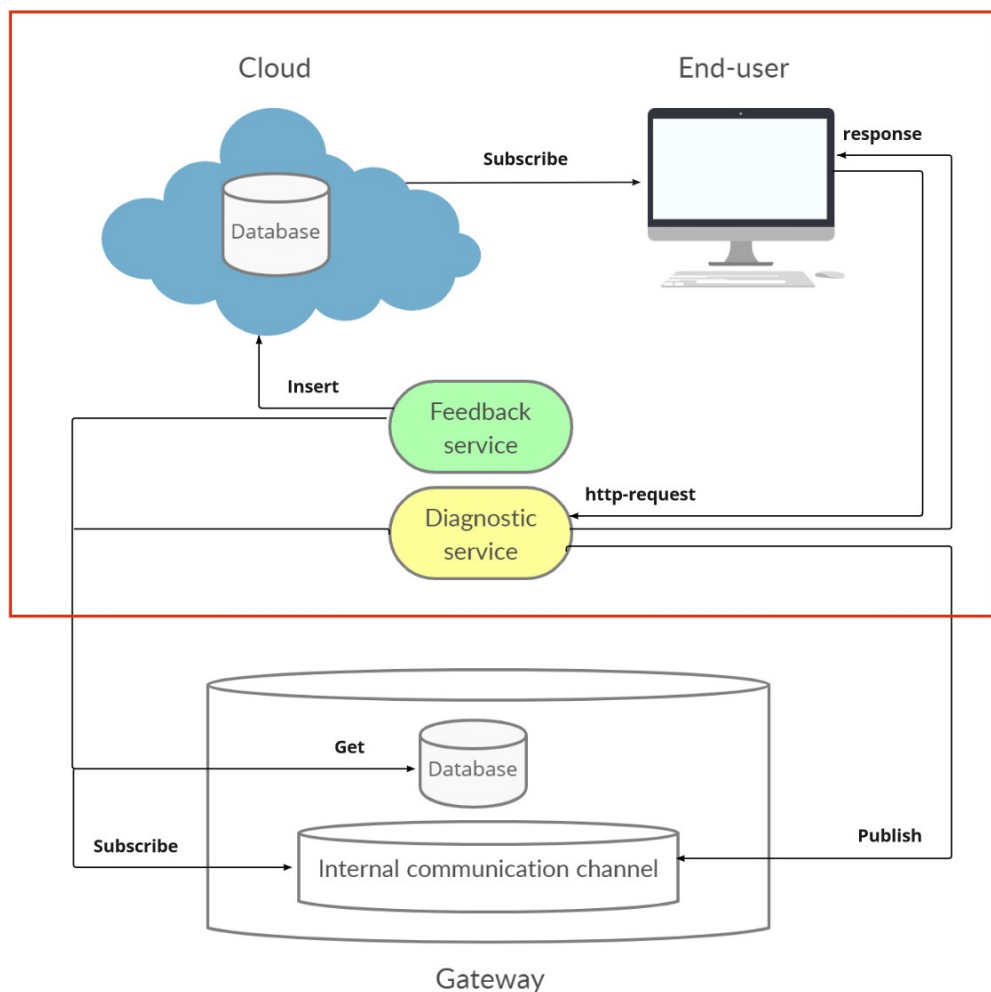 Cloud
End-user
response
Subscribe
Database
Insert
Feedback
service
http-request
Diagnostic
service
Get
Database
Subscribe
Publish
Internal communication channel
Gateway